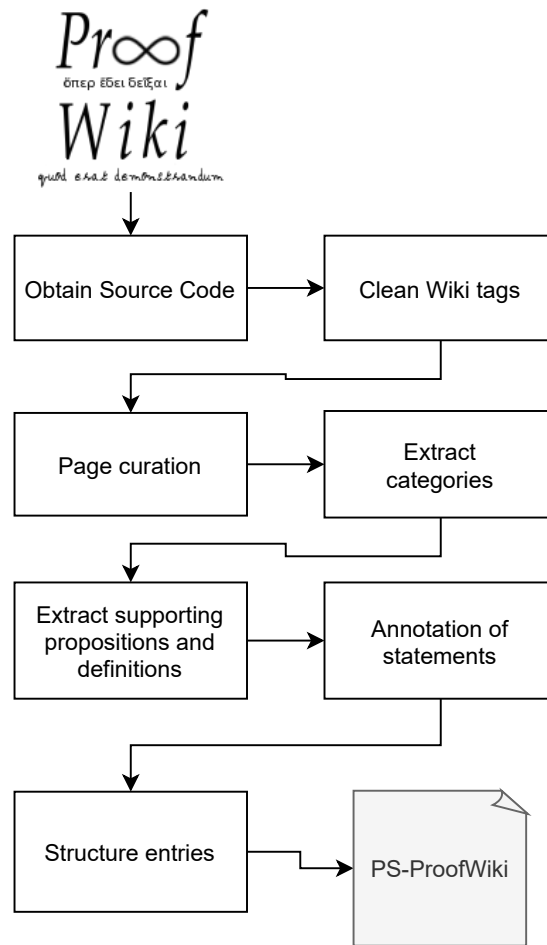 Pr∞f
ὅπερ ἔδει δεῖξαι
Wiki
quod erat demonstrandum
Obtain Source Code
Clean Wiki tags
Page curation
Extract
categories
Extract supporting
propositions and
definitions
Annotation of
statements
Structure entries
PS-ProofWiki